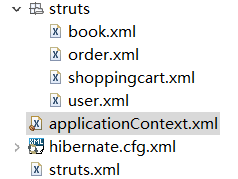 struts
book.xml
order.xml
shoppingcart.xml
user.xml
applicationContext.xml
hibernate.cfg.xml
struts.xml